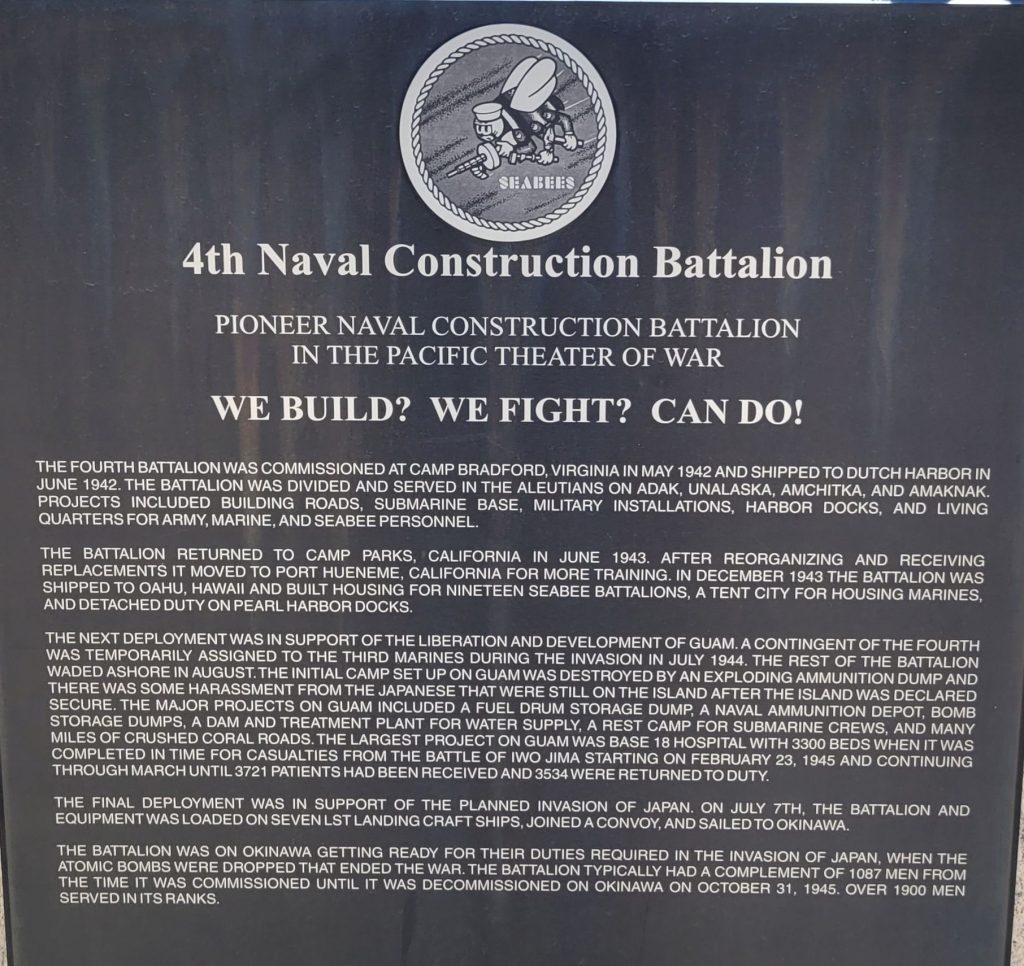 SEABEES
4th Naval Construction Battalion
PIONEER NAVAL CONSTRUCTION BATTALION
IN THE PACIFIC THEATER OF WAR
WE BUILD? WE FIGHT? CAN DO!
THE FOURTH BATTALION WAS COMMISSIONED AT CAMP BRADFORD, VIRGINIA IN MAY 1942 AND SHIPPED TO DUTCH HARBOR IN
JUNE 1942. THE BATTALION WAS DIVIDED AND SERVED IN THE ALEUTIANS ON ADAK, UNALASKA, AMCHITKA, AND AMAKNAK.
PROJECTS INCLUDED BUILDING ROADS, SUBMARINE BASE, MILITARY INSTALLATIONS, HARBOR DOCKS, AND LIVING
QUARTERS FOR ARMY, MARINE, AND SEABEE PERSONNEL.
THE BATTALION RETURNED TO CAMP PARKS, CALIFORNIA IN JUNE 1943. AFTER REORGANIZING AND RECEIVING
REPLACEMENTS IT MOVED TO PORT HUENEME, CALIFORNIA FOR MORE TRAINING. IN DECEMBER 1943 THE BATTALION WAS
SHIPPED TO OAHU, HAWAII AND BUILT HOUSING FOR NINETEEN SEABEE BATTALIONS, A TENT CITY FOR HOUSING MARINES,
AND DETACHED DUTY ON PEARL HARBOR DOCKS.
THE NEXT DEPLOYMENT WAS IN SUPPORT OF THE LIBERATION AND DEVELOPMENT OF GUAM. A CONTINGENT OF THE FOURTH
WAS TEMPORARILY ASSIGNED TO THE THIRD MARINES DURING THE INVASION IN JULY 1944. THE REST OF THE BATTALION
WADED ASHORE IN AUGUST. THE INITIAL CAMP SET UP ON GUAM WAS DESTROYED BY AN EXPLODING AMMUNITION DUMP AND
THERE WAS SOME HARASSMENT FROM THE JAPANESE THAT WERE STILL ON THE ISLAND AFTER THE ISLAND WAS DECLARED
SECURE. THE MAJOR PROJECTS ON GUAM INCLUDED A FUEL DRUM STORAGE DUMP, A NAVAL AMMUNITION DEPOT, BOMB
STORAGE DUMPS, A DAM AND TREATMENT PLANT FOR WATER SUPPLY, A REST CAMP FOR SUBMARINE CREWS, AND MANY
MILES OF CRUSHED CORAL ROADS. THE LARGEST PROJECT ON GUAM WAS BASE 18 HOSPITAL WITH 3300 BEDS WHEN IT WAS
COMPLETED IN TIME FOR CASUALTIES FROM THE BATTLE OF IWO JIMA STARTING ON FEBRUARY 23, 1945 AND CONTINUING
THROUGH MARCH UNTIL 3721 PATIENTS HAD BEEN RECEIVED AND 3534 WERE RETURNED TO DUTY.
THE FINAL DEPLOYMENT WAS IN SUPPORT OF THE PLANNED INVASION OF JAPAN. ON JULY 7TH, THE BATTALION AND
EQUIPMENT WAS LOADED ON SEVEN LST LANDING CRAFT SHIPS, JOINED A CONVOY, AND SAILED TO OKINAWA.
THE BATTALION WAS ON OKINAWA GETTING READY FOR THEIR DUTIES REQUIRED IN THE INVASION OF JAPAN, WHEN THE
ATOMIC BOMBS WERE DROPPED THAT ENDED THE WAR. THE BATTALION TYPICALLY HAD A COMPLEMENT OF 1087 MEN FROM
THE TIME IT WAS COMMISSIONED UNTIL IT WAS DECOMMISSIONED ON OKINAWA ON OCTOBER 31, 1945. OVER 1900 MEN
SERVED IN ITS RANKS.